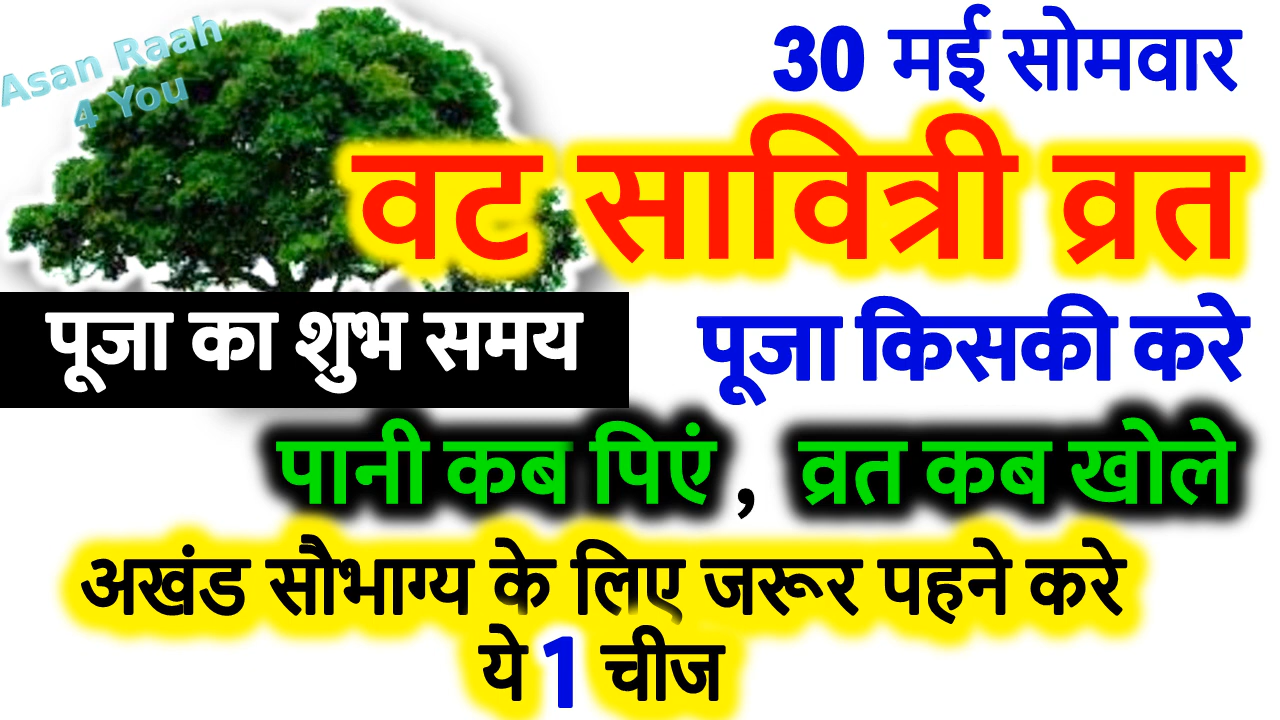 Asan Raah
4 You
30 मई सोमवार
वट सावित्री व्रत
पूजा का शुभ समय
पूजा किसकी करे
पानी कब पिएं , व्रत कब खोले
अखंड सौभाग्य के लिए जरूर पहने करे
ये 1 चीज